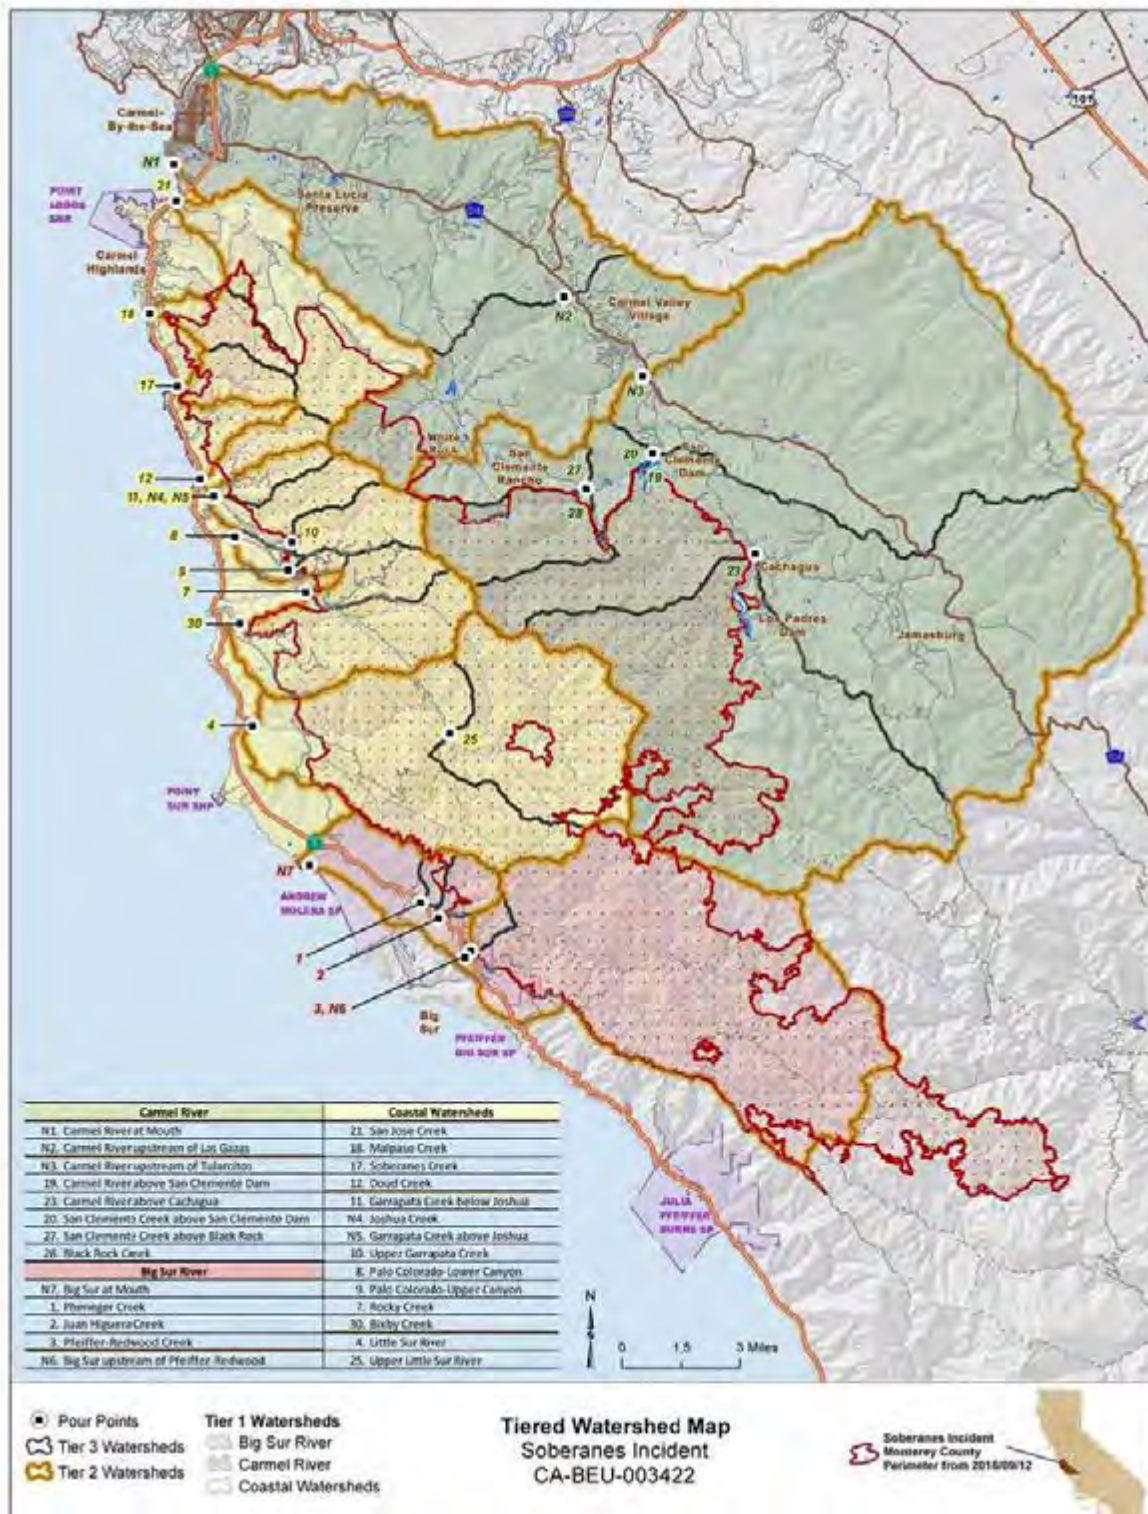 Carmel-
By-the-Sea
101
N1
POINT
LOBOS
SNR
21
Santa Lucia
Preserve
Carmel
Highlands
18
N2
Carmel Valley
Village
17
N3
White
Rock
San
Clemente
Rancho
27
20
San
Clemente
Dam
19
12
11, N4, N5
28
8
10
9
23
Cachagua
7
30
Los Padres
Dam
Jamesburg
4
25
POINT
SUR SHP
1
N7
ANDREW
MOLERA SP
1
2
3, N6
Big
Sur
PFEIFFER
BIG SUR SP
JULIA
PFEIFFER
BURNS SP
Carmel River
N1. Carmel River at Mouth
N2. Carmel River upstream of Las Gazas
N3. Carmel River upstream of Tularcitos
19. Carmel River above San Clemente Dam
23. Carmel River above Cachagua
20. San Clemente Creek above San Clemente Dam
27. San Clemente Creek above Black Rock
28. Black Rock Creek
Big Sur River
N7. Big Sur at Mouth
1. Pheneger Creek
2. Juan Higuera Creek
3. Pfeiffer-Redwood Creek
N6. Big Sur upstream of Pfeiffer-Redwood
Coastal Watersheds
21. San Jose Creek
18. Malpaso Creek
17. Soberanes Creek
12. Doud Creek
11. Garrapata Creek below Joshua
N4. Joshua Creek
N5. Garrapata Creek above Joshua
10. Upper Garrapata Creek
8. Palo Colorado-Lower Canyon
9. Palo Colorado-Upper Canyon
7. Rocky Creek
30. Bixby Creek
4. Little Sur River
25. Upper Little Sur River
N
0 1.5 3 Miles
Pour Points
Tier 3 Watersheds
Tier 2 Watersheds
Tier 1 Watersheds
Big Sur River
Carmel River
Coastal Watersheds
Tiered Watershed Map
Soberanes Incident
CA-BEU-003422
Soberanes Incident
Monterey County
Perimeter from 2016/09/12